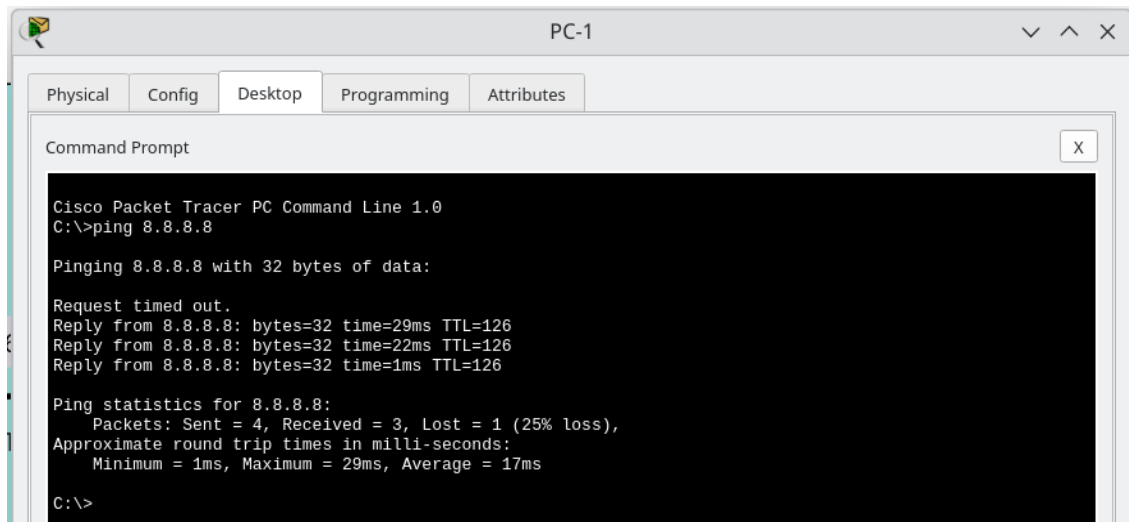 PC-1
Physical Config Desktop Programming Attributes
Command Prompt
X
Cisco Packet Tracer PC Command Line 1.0
C:\>ping 8.8.8.8
Pinging 8.8.8.8 with 32 bytes of data:
Request timed out.
Reply from 8.8.8.8: bytes=32 time=29ms TTL=126
Reply from 8.8.8.8: bytes=32 time=22ms TTL=126
Reply from 8.8.8.8: bytes=32 time=1ms TTL=126
Ping statistics for 8.8.8.8:
Packets: Sent = 4, Received = 3, Lost = 1 (25% loss),
Approximate round trip times in milli-seconds:
Minimum = 1ms, Maximum = 29ms, Average = 17ms
C:\>